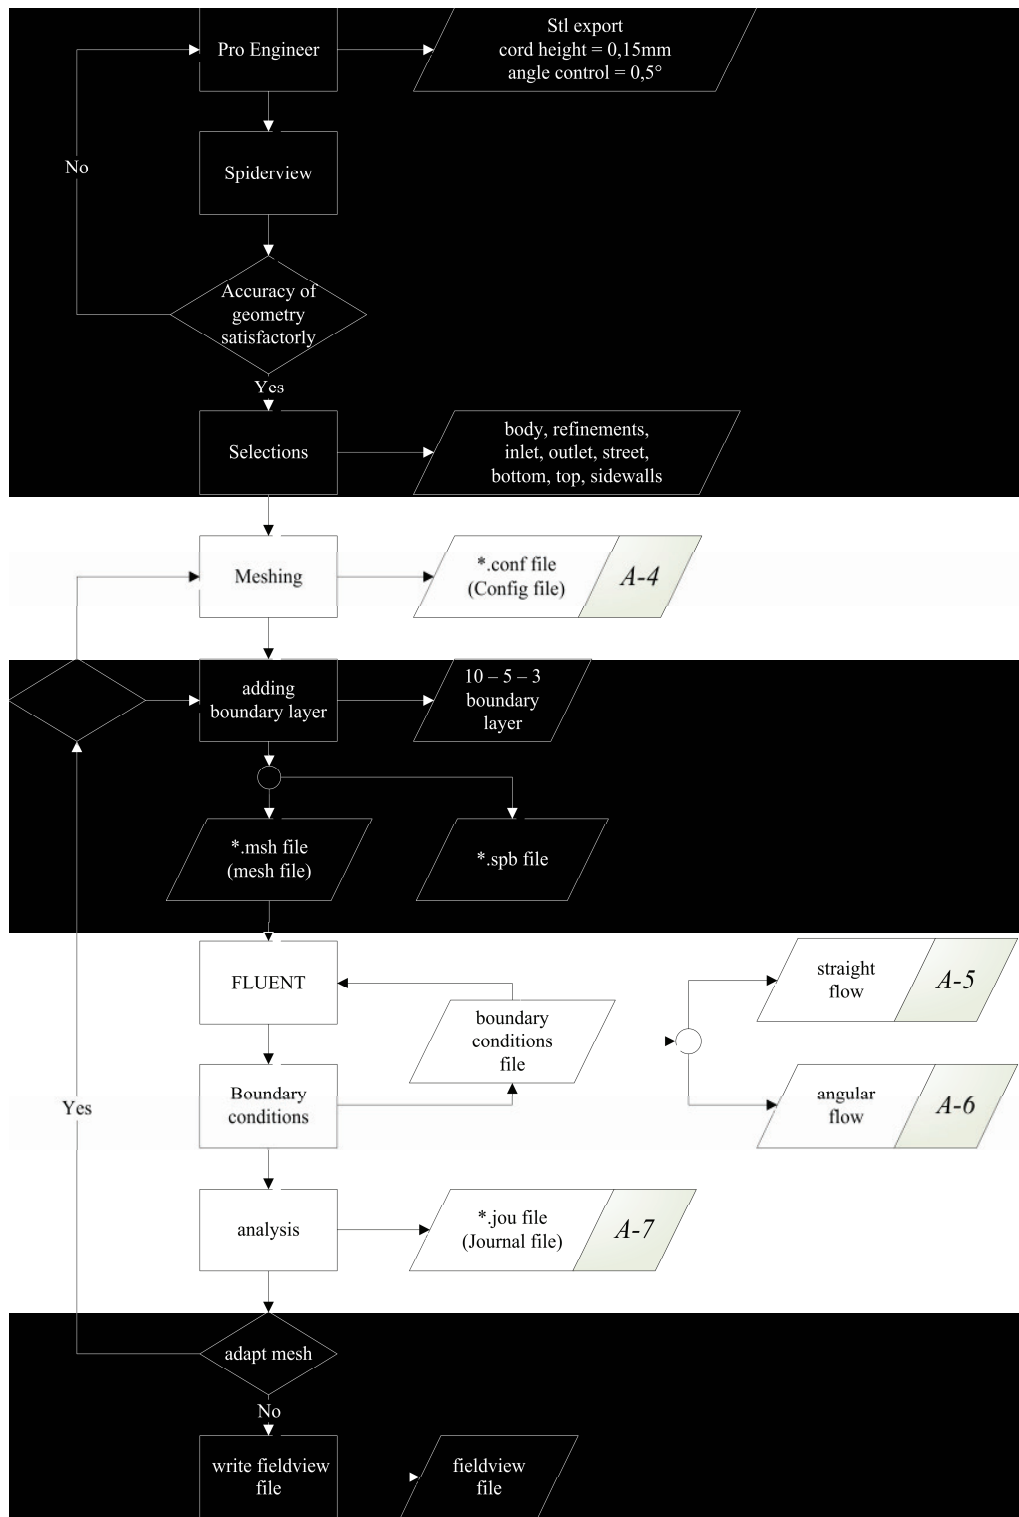 Pro Engineer
Stl export
cord height = 0,15mm
angle control = 0,5°
No
Spiderview
Accuracy of
geometry
satisfactorly
Yes
Selections
body, refinements,
inlet, outlet, street,
bottom, top, sidewalls
Meshing
*.conf file
(Config file)
A-4
adding
boundary layer
10 – 5 – 3
boundary
layer
*.msh file
(mesh file)
*.spb file
FLUENT
boundary
conditions
file
straight
flow
A-5
Yes
Boundary
conditions
angular
flow
A-6
analysis
*.jou file
(Journal file)
A-7
adapt mesh
No
write fieldview
file
fieldview
file